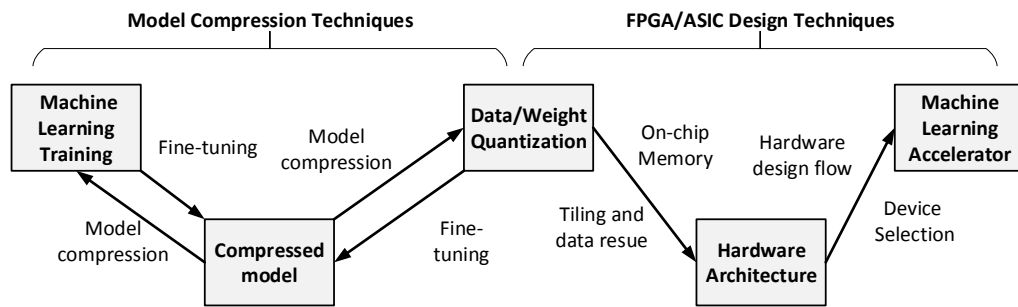 Model Compression Techniques
FPGA/ASIC Design Techniques
Machine
Learning
Training
Fine-tuning
Model
compression
Compressed
model
Model
compression
Fine-
tuning
Data/Weight
Quantization
On-chip
Memory
Tiling and
data resue
Hardware
Architecture
Hardware
design flow
Device
Selection
Machine
Learning
Accelerator